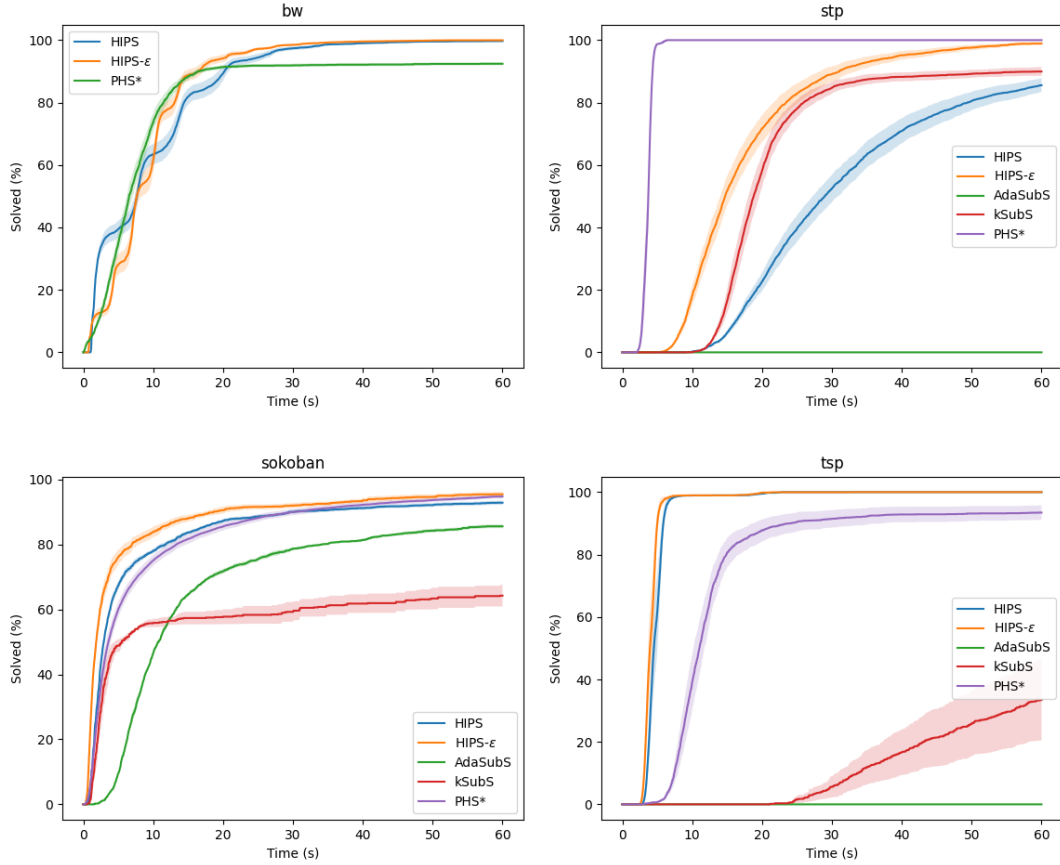 bw
100
80
60
40
20
0
Solved (%)
HIPS
HIPS-ε
PHS*
0 10 20 30 40 50 60
Time (s)
stp
100
80
60
40
20
0
Solved (%)
HIPS
HIPS-ε
AdaSubS
kSubS
PHS*
0 10 20 30 40 50 60
Time (s)
sokoban
100
80
60
40
20
0
Solved (%)
HIPS
HIPS-ε
AdaSubS
kSubS
PHS*
0 10 20 30 40 50 60
Time (s)
tsp
100
80
60
40
20
0
Solved (%)
HIPS
HIPS-ε
AdaSubS
kSubS
PHS*
0 10 20 30 40 50 60
Time (s)